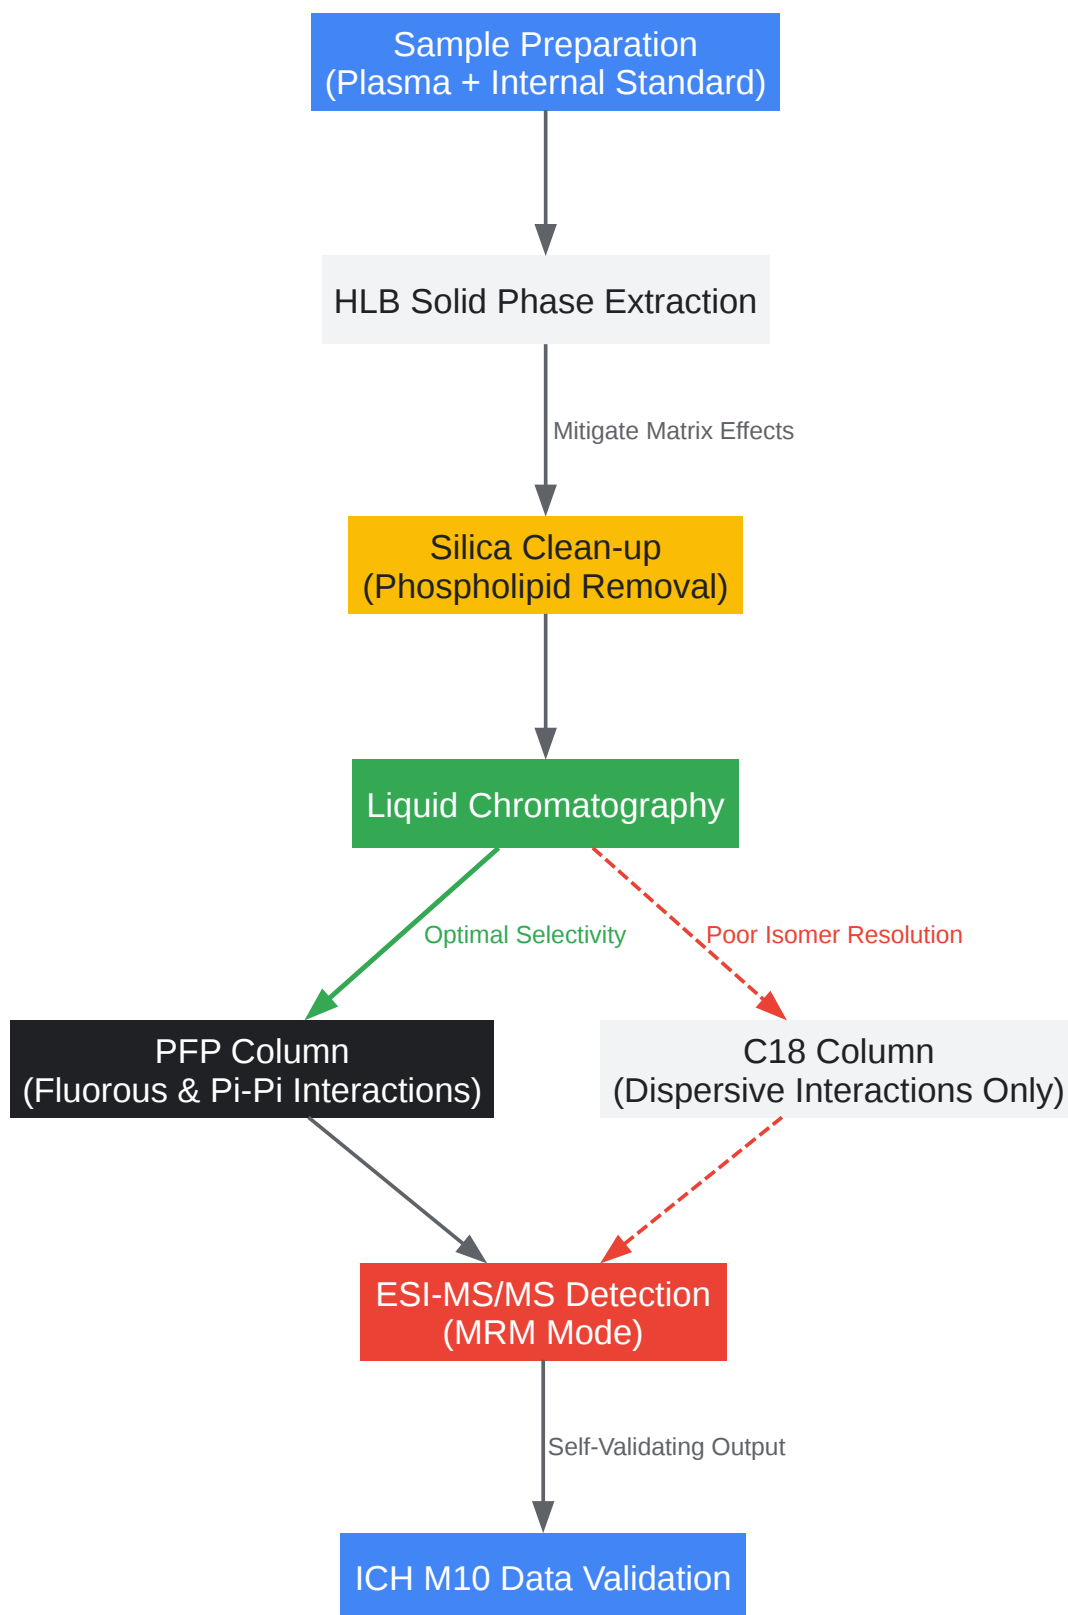 Sample Preparation
(Plasma + Internal Standard)
HLB Solid Phase Extraction
Mitigate Matrix Effects
Silica Clean-up
(Phospholipid Removal)
Liquid Chromatography
Optimal Selectivity
Poor Isomer Resolution
PFP Column
(Fluorous & Pi-Pi Interactions)
C18 Column
(Dispersive Interactions Only)
ESI-MS/MS Detection
(MRM Mode)
Self-Validating Output
ICH M10 Data Validation